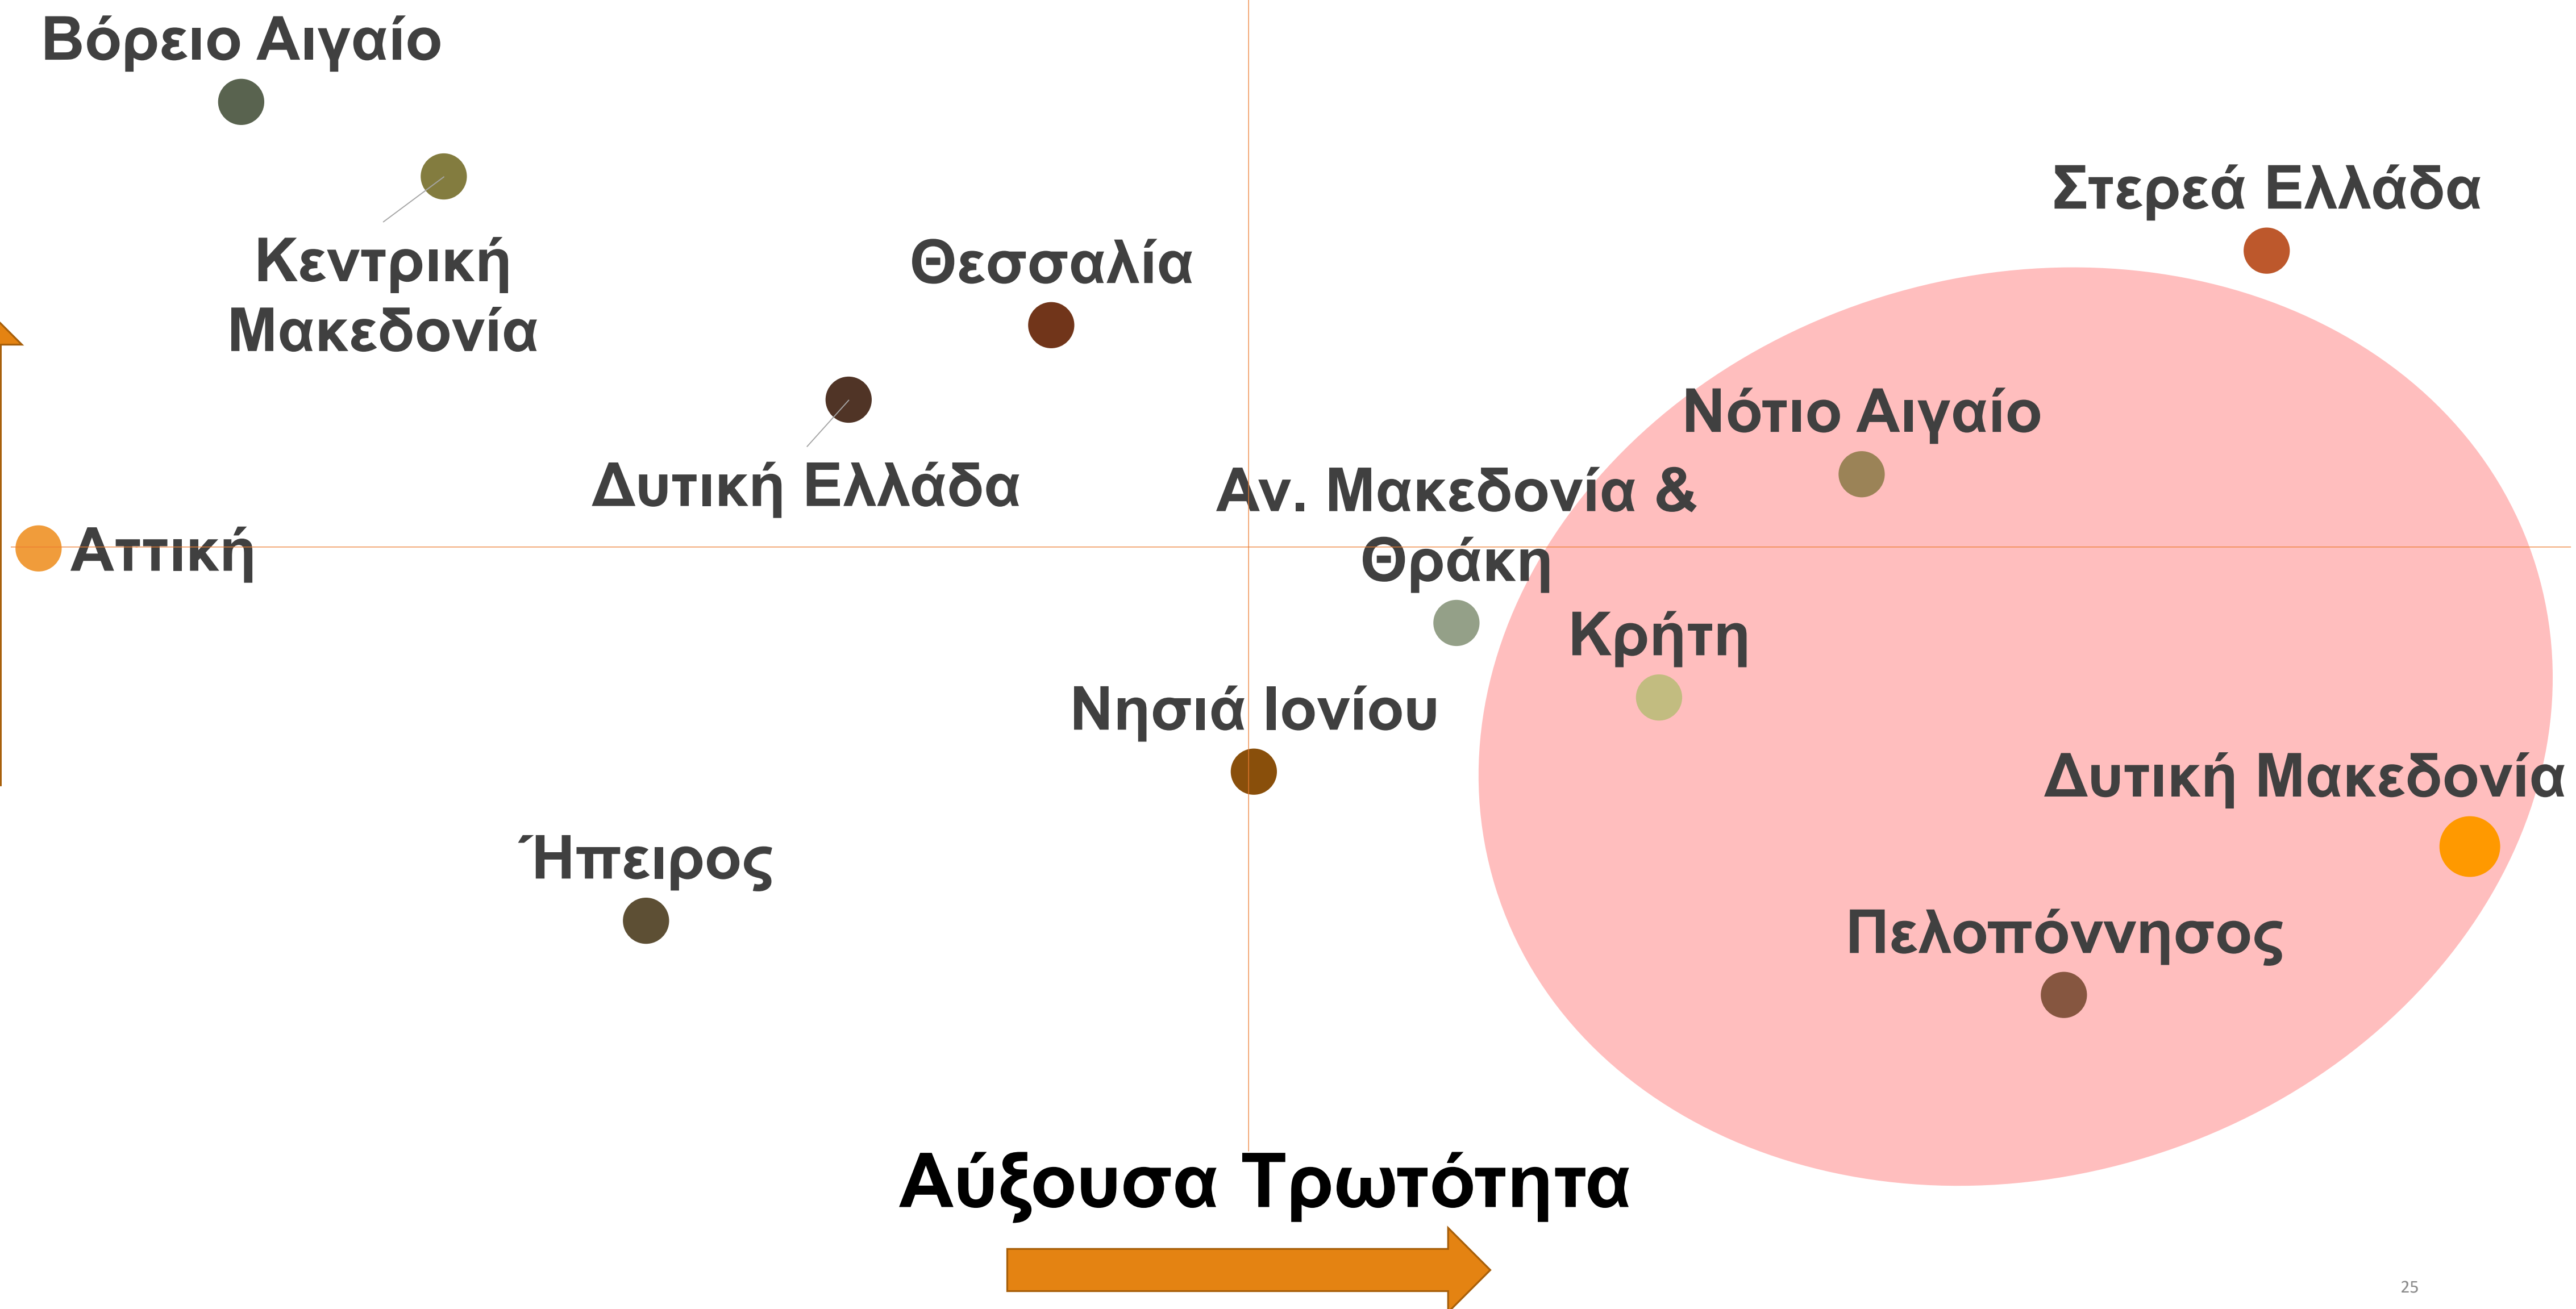 Βόρειο Αιγαίο
Στερεά Ελλάδα
Κεντρική
Μακεδονία
Θεσσαλία
Νότιο Αιγαίο
Δυτική Ελλάδα
Αν. Μακεδονία &
Θράκη
Αττική
Κρήτη
Νησιά Ιονίου
Δυτική Μακεδονία
Ήπειρος
Πελοπόννησος
Αύξουσα Τρωτότητα
25